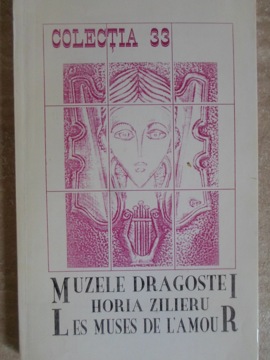 COLECȚIA 33
MUZELE DRAGOSTEI
HORIA ZILIERU
LES MUSES DE L'AMOUR